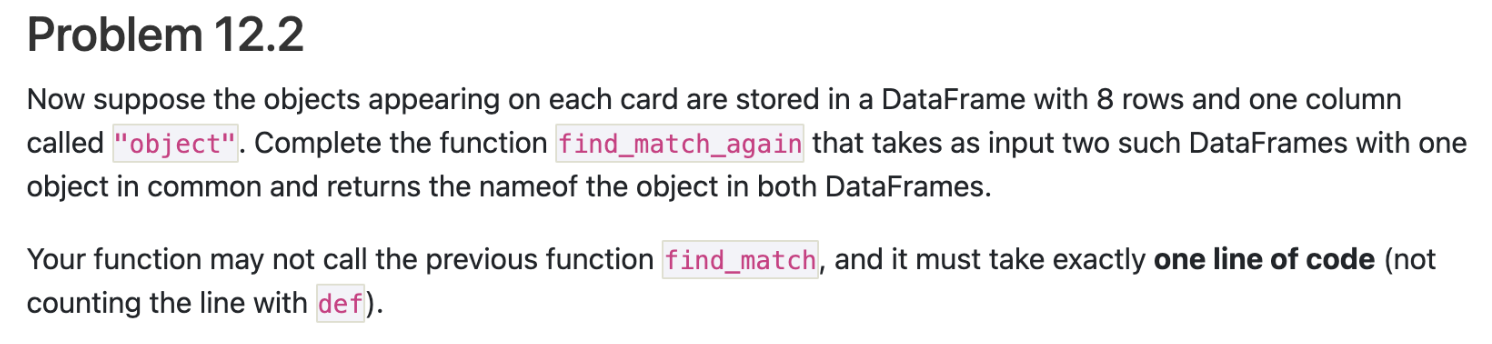 Problem 12.2
Now suppose the objects appearing on each card are stored in a DataFrame with 8 rows and one column
called "object". Complete the function find_match_again that takes as input two such DataFrames with one
object in common and returns the nameof the object in both DataFrames.
Your function may not call the previous function find_match, and it must take exactly one line of code (not
counting the line with def).